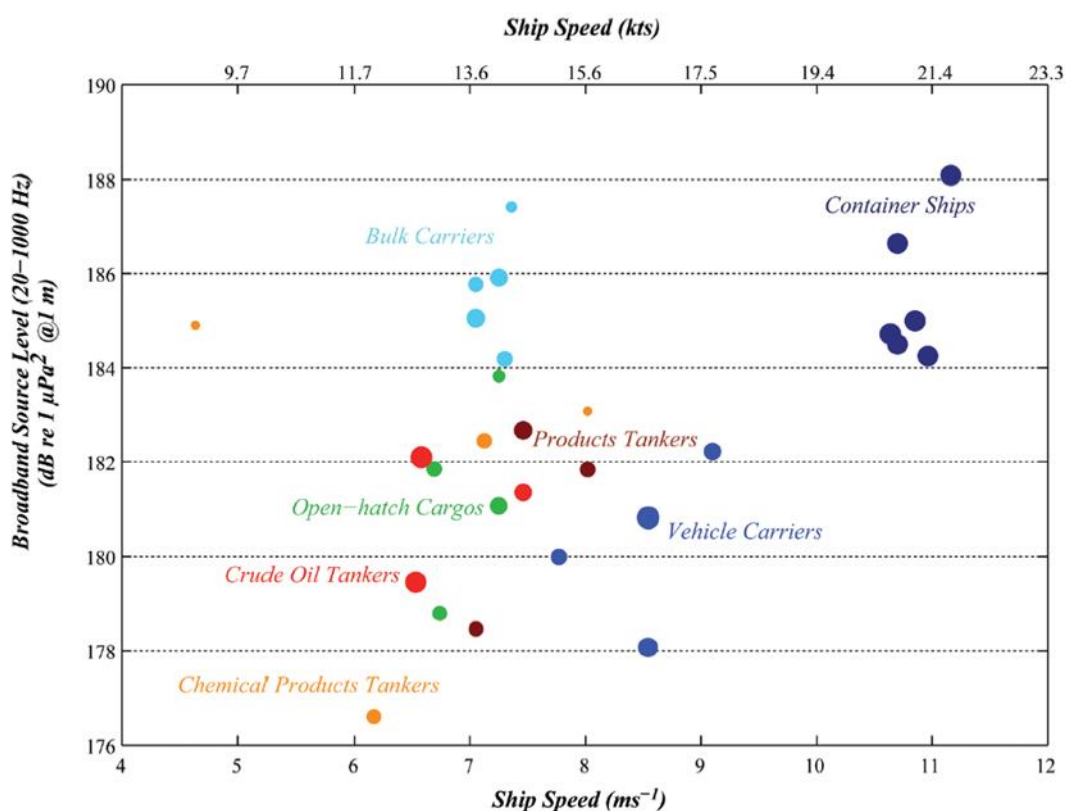 Ship Speed (kts)
9.7 11.7 13.6 15.6 17.5 19.4 21.4 23.3
190
188
186
184
182
180
178
176
Broadband Source Level (20−1000 Hz)
(dB re 1 μPa² @1 m)
Container Ships
Bulk Carriers
Products Tankers
Open−hatch Cargos
Vehicle Carriers
Crude Oil Tankers
Chemical Products Tankers
4 5 6 7 8 9 10 11 12
Ship Speed (ms⁻¹)